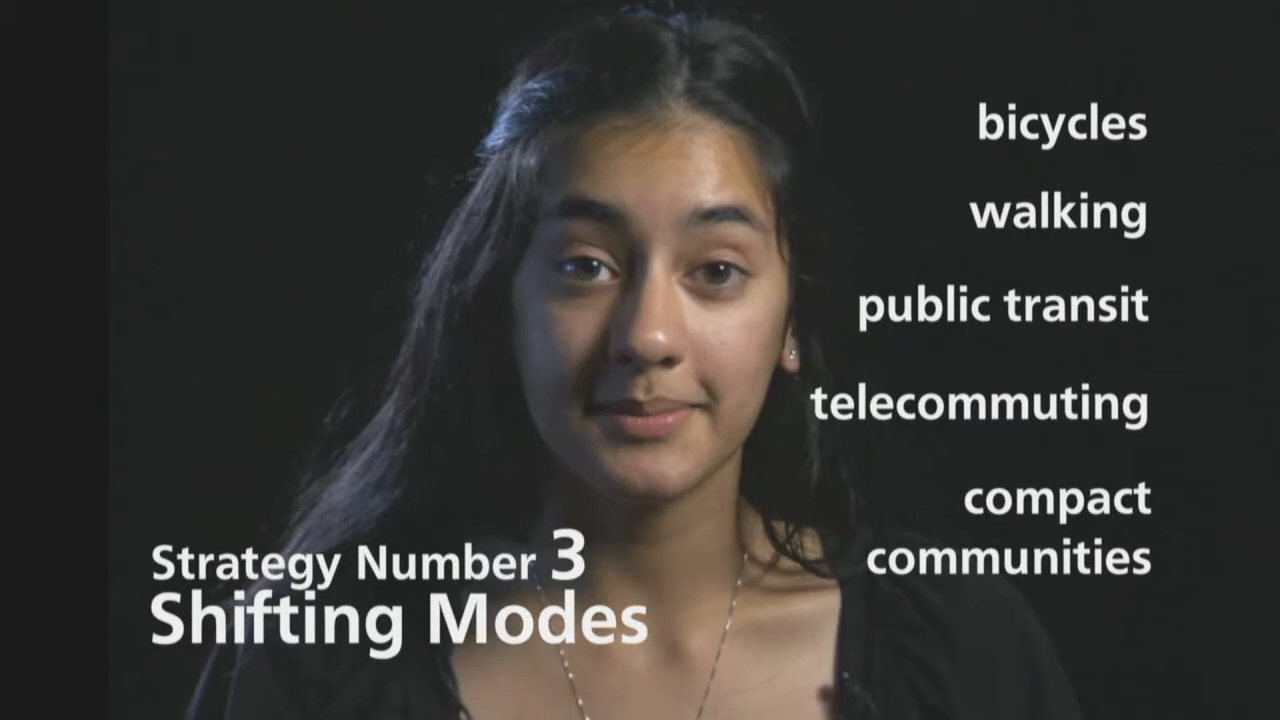 bicycles
walking
public transit
telecommuting
compact
communities
Strategy Number 3
Shifting Modes